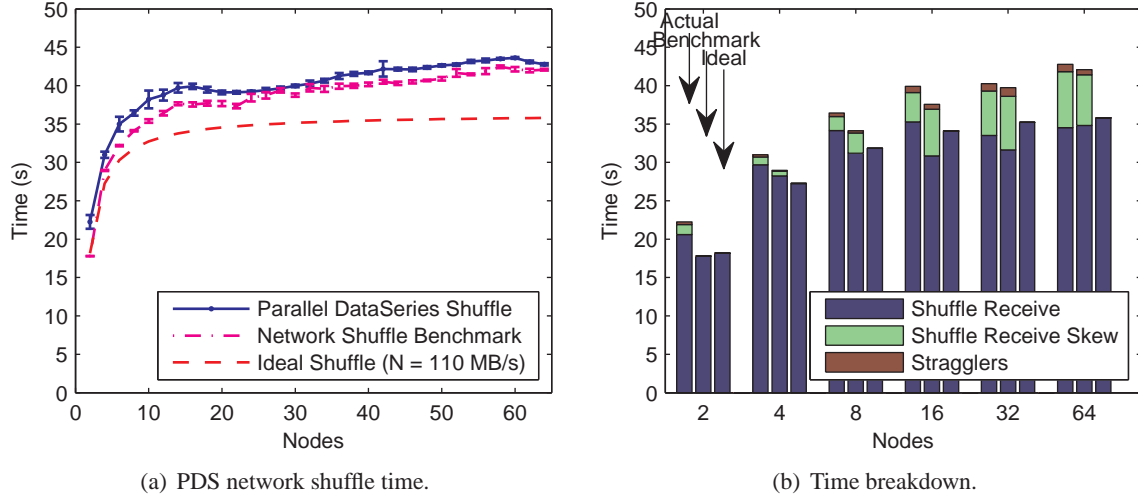 50
45
40
35
30
25
20
15
10
5
0
Time (s)
0 10 20 30 40 50 60
Nodes
Parallel DataSeries Shuffle
Network Shuffle Benchmark
Ideal Shuffle (N = 110 MB/s)
(a) PDS network shuffle time.
50
45
40
35
30
25
20
15
10
5
0
Time (s)
Actual
Benchmark
Ideal
Shuffle Receive
Shuffle Receive Skew
Stragglers
2 4 8 16 32 64
Nodes
(b) Time breakdown.